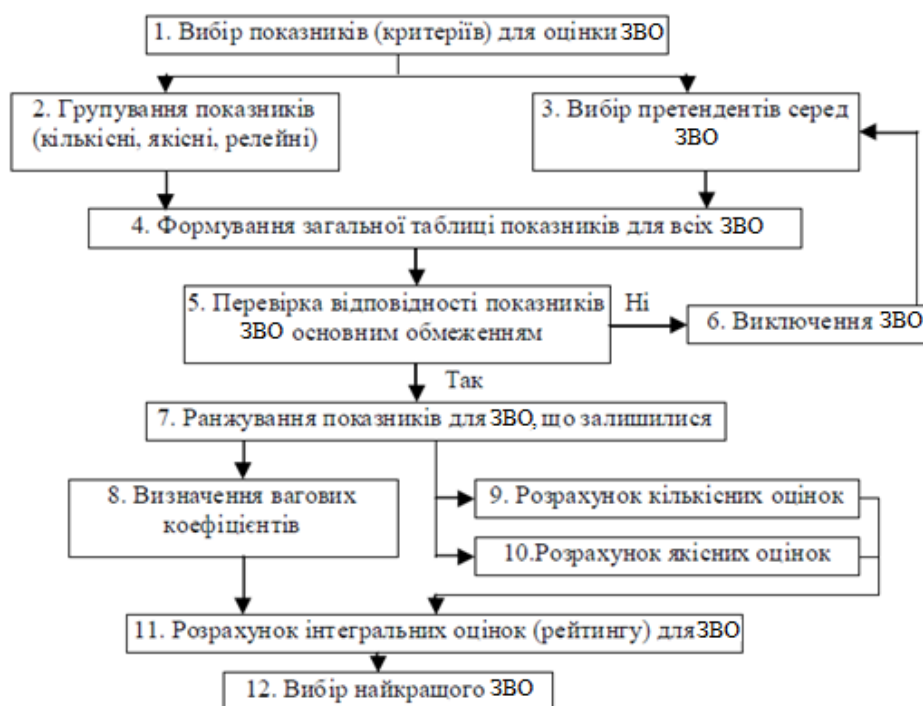 1. Вибір показників (критеріїв) для оцінки ЗВО
2. Групування показників
(кількісні, якісні, релейні)
3. Вибір претендентів серед
ЗВО
4. Формування загальної таблиці показників для всіх ЗВО
5. Перевірка відповідності показників
ЗВО основним обмеженням
Ні
6. Виключення ЗВО
Так
7. Ранжування показників для ЗВО, що залишилися
8. Визначення вагових
коефіцієнтів
9. Розрахунок кількісних оцінок
10.Розрахунок якісних оцінок
11. Розрахунок інтегральних оцінок (рейтингу) для ЗВО
12. Вибір найкращого ЗВО